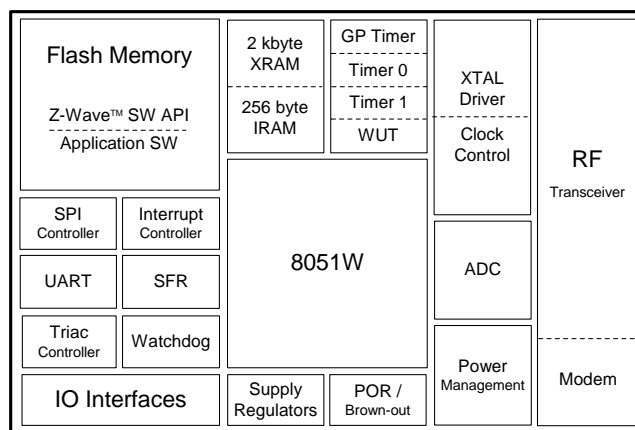 Flash Memory
Z-Wave™ SW API
Application SW
2 kbyte
XRAM
256 byte
IRAM
GP Timer
Timer 0
Timer 1
WUT
XTAL
Driver
Clock
Control
RF
Transceiver
SPI
Controller
Interrupt
Controller
UART
SFR
Triac
Controller
Watchdog
8051W
ADC
Power
Management
Modem
IO Interfaces
Supply
Regulators
POR /
Brown-out